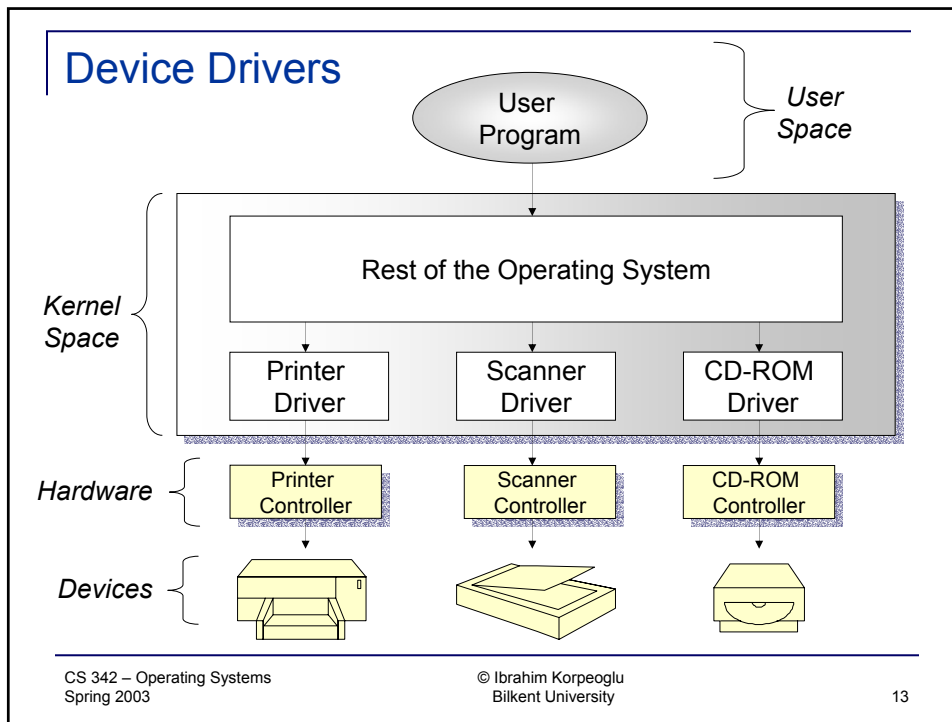 Device Drivers
User
Program
User
Space
Kernel
Space
Rest of the Operating System
Printer
Driver
Scanner
Driver
CD-ROM
Driver
Hardware
Printer
Controller
Scanner
Controller
CD-ROM
Controller
Devices
CS 342 – Operating Systems
Spring 2003
© Ibrahim Korpeoglu
Bilkent University
13